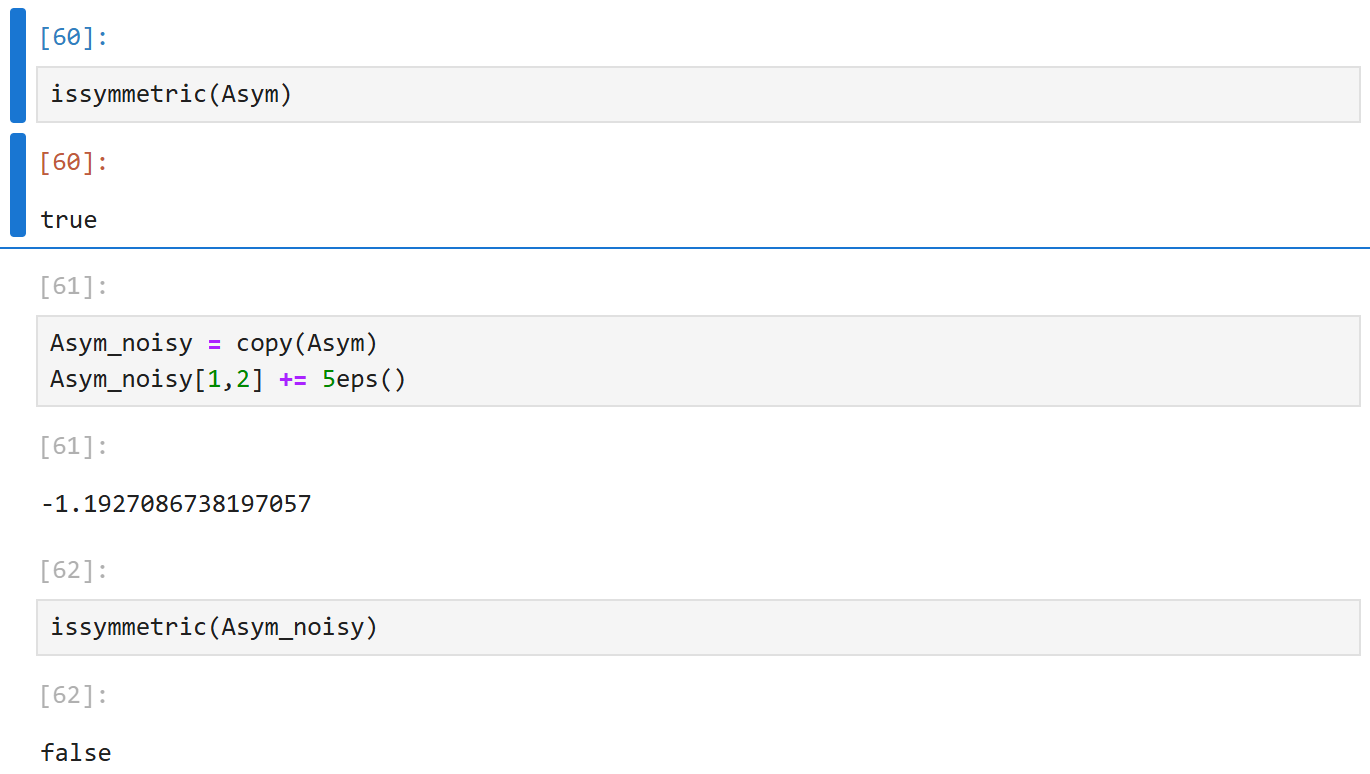 [60]:
issymmetric(Asym)
[60]:
true
[61]:
Asym_noisy = copy(Asym)
Asym_noisy[1,2] += 5eps()
[61]:
-1.1927086738197057
[62]:
issymmetric(Asym_noisy)
[62]:
false